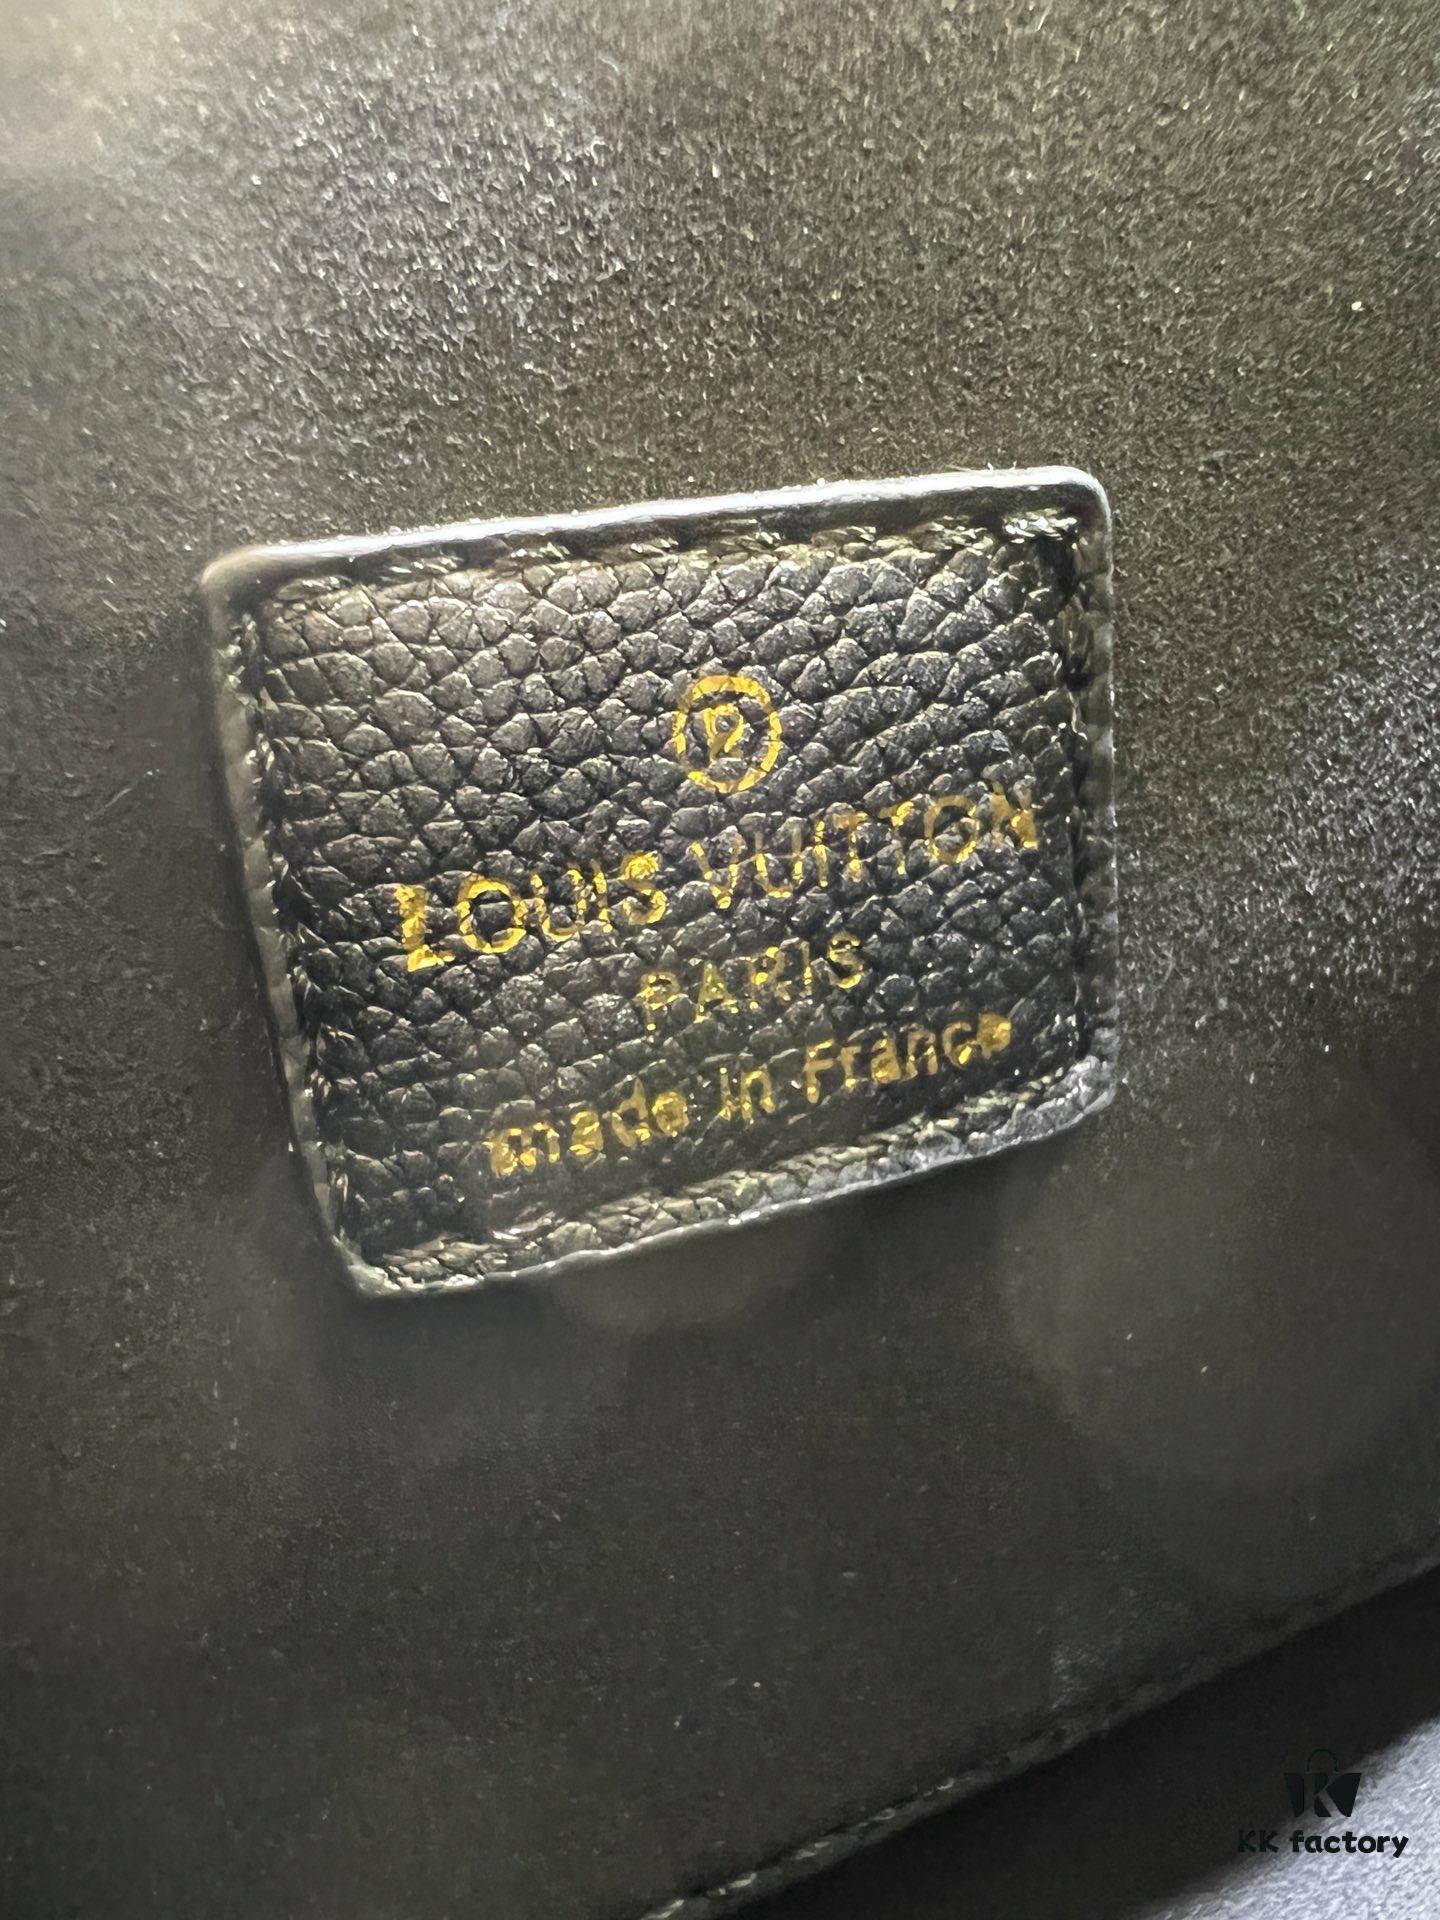 ®
LOUIS VUITTON
PARIS
made in France
KK factory